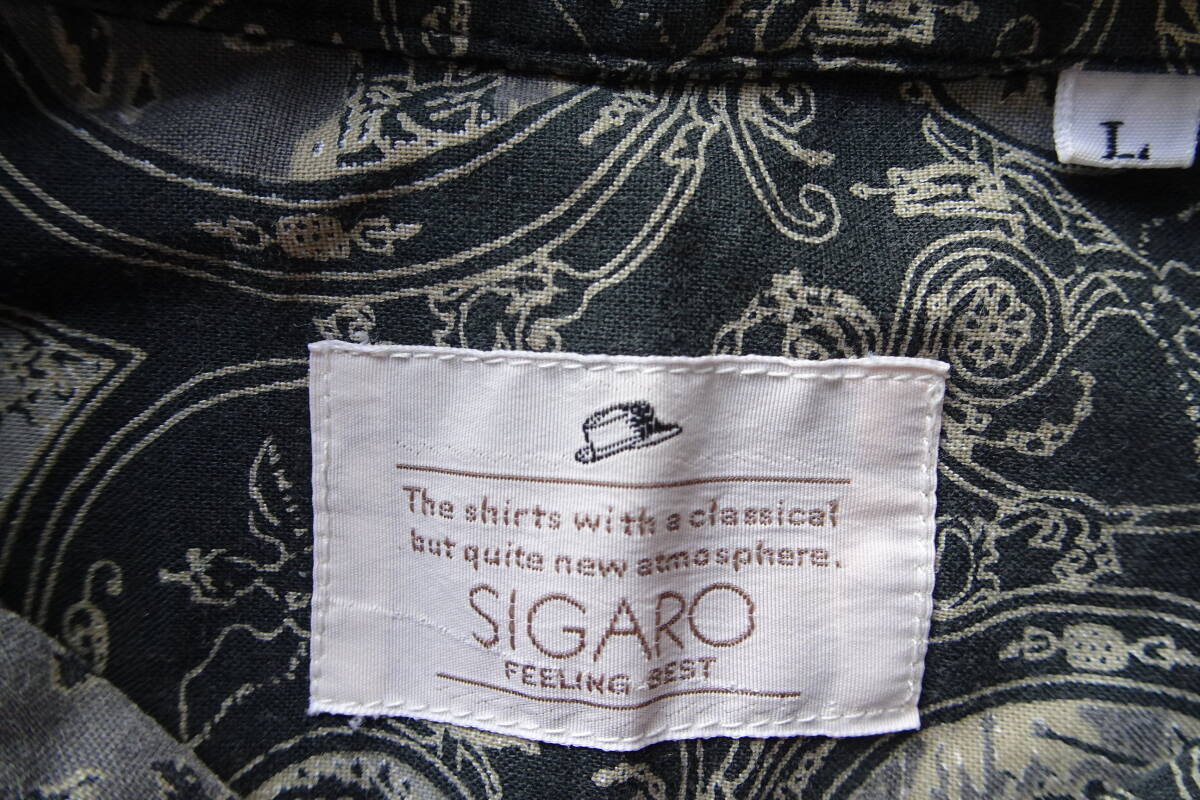 L
The shirts with a classical
but quite new atmosphere.
SIGARO
FEELING BEST